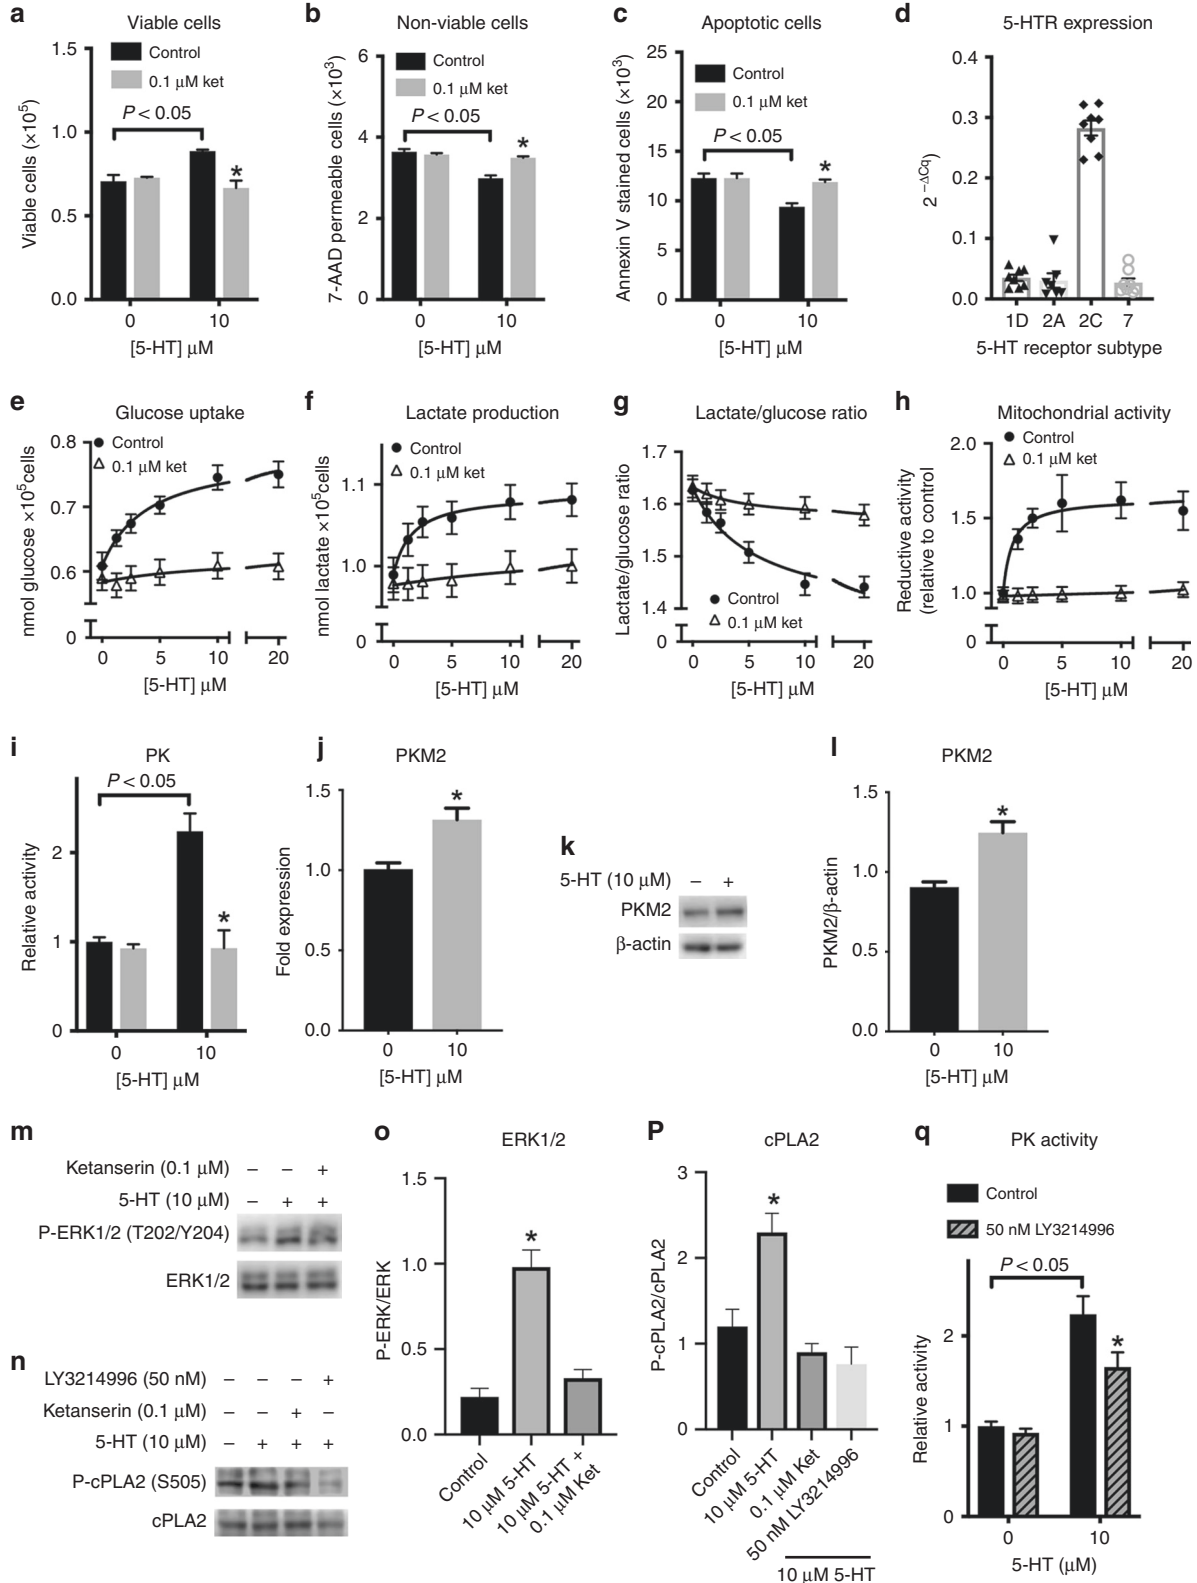 a
Viable cells
Control
0.1 μM ket
P < 0.05
*
Viable cells (×10⁵)
1.5
1.0
0.5
0.0
0 10
[5-HT] μM
b
Non-viable cells
Control
0.1 μM ket
P < 0.05
*
7-AAD permeable cells (×10³)
6
4
2
0
0 10
[5-HT] μM
c
Apoptotic cells
Control
0.1 μM ket
P < 0.05
*
Annexin V stained cells (×10³)
25
20
15
10
5
0
0 10
[5-HT] μM
d
5-HTR expression
2 −ΔCq)
0.4
0.3
0.2
0.1
0.0
1D 2A 2C 7
5-HT receptor subtype
e
Glucose uptake
Control
0.1 μM ket
nmol glucose ×10⁵cells
0.8
0.7
0.6
0
0 5 10 20
[5-HT] μM
f
Lactate production
Control
0.1 μM ket
nmol lactate ×10⁵cells
1.1
1.0
0
0 5 10 20
[5-HT] μM
g
Lactate/glucose ratio
Lactate/glucose ratio
1.7
1.6
1.5
1.4
0
Control
0.1 μM ket
0 5 10 20
[5-HT] μM
h
Mitochondrial activity
Control
0.1 μM ket
Reductive activity
(relative to control)
2.0
1.5
1.0
0
0 5 10 20
[5-HT] μM
i
PK
P < 0.05
*
Relative activity
2
1
0
0 10
[5-HT] μM
j
PKM2
*
Fold expression
1.5
1.0
0.5
0.0
0 10
[5-HT] μM
k
5-HT (10 μM) − +
PKM2
β-actin
l
PKM2
*
PKM2/β-actin
1.5
1.0
0.5
0.0
0 10
[5-HT] μM
m
Ketanserin (0.1 μM) − − +
5-HT (10 μM) − + +
P-ERK1/2 (T202/Y204)
ERK1/2
n
LY3214996 (50 nM) − − − +
Ketanserin (0.1 μM) − − + −
5-HT (10 μM) − + + +
P-cPLA2 (S505)
cPLA2
o
ERK1/2
*
P-ERK/ERK
1.5
1.0
0.5
0.0
Control
10 μM 5-HT
10 μM 5-HT +
0.1 μM Ket
P
cPLA2
*
P-cPLA2/cPLA2
3
2
1
0
Control
10 μM 5-HT
0.1 μM Ket
50 nM LY3214996
10 μM 5-HT
q
PK activity
Control
50 nM LY3214996
P < 0.05
*
Relative activity
2
1
0
0 10
5-HT (μM)